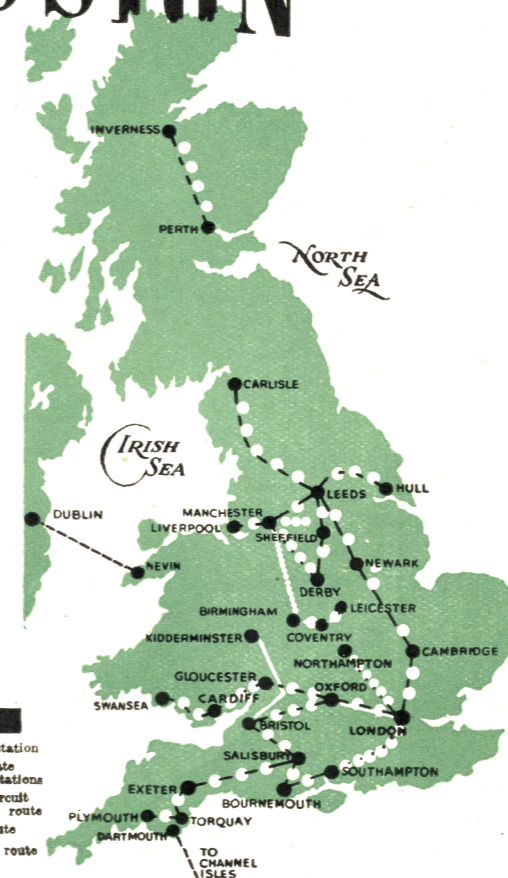 INVERNESS
PERTH
NORTH
SEA
CARLISLE
IRISH
SEA
LEEDS
HULL
DUBLIN
MANCHESTER
LIVERPOOL
SHEFFIELD
NEVIN
NEWARK
DERBY
BIRMINGHAM
LEICESTER
KIDDERMINSTER
COVENTRY
CAMBRIDGE
NORTHAMPTON
GLOUCESTER
OXFORD
SWANSEA
CARDIFF
BRISTOL
LONDON
SALISBURY
SOUTHAMPTON
EXETER
BOURNEMOUTH
PLYMOUTH
TORQUAY
DARTMOUTH
TO
CHANNEL
ISLES
route
route